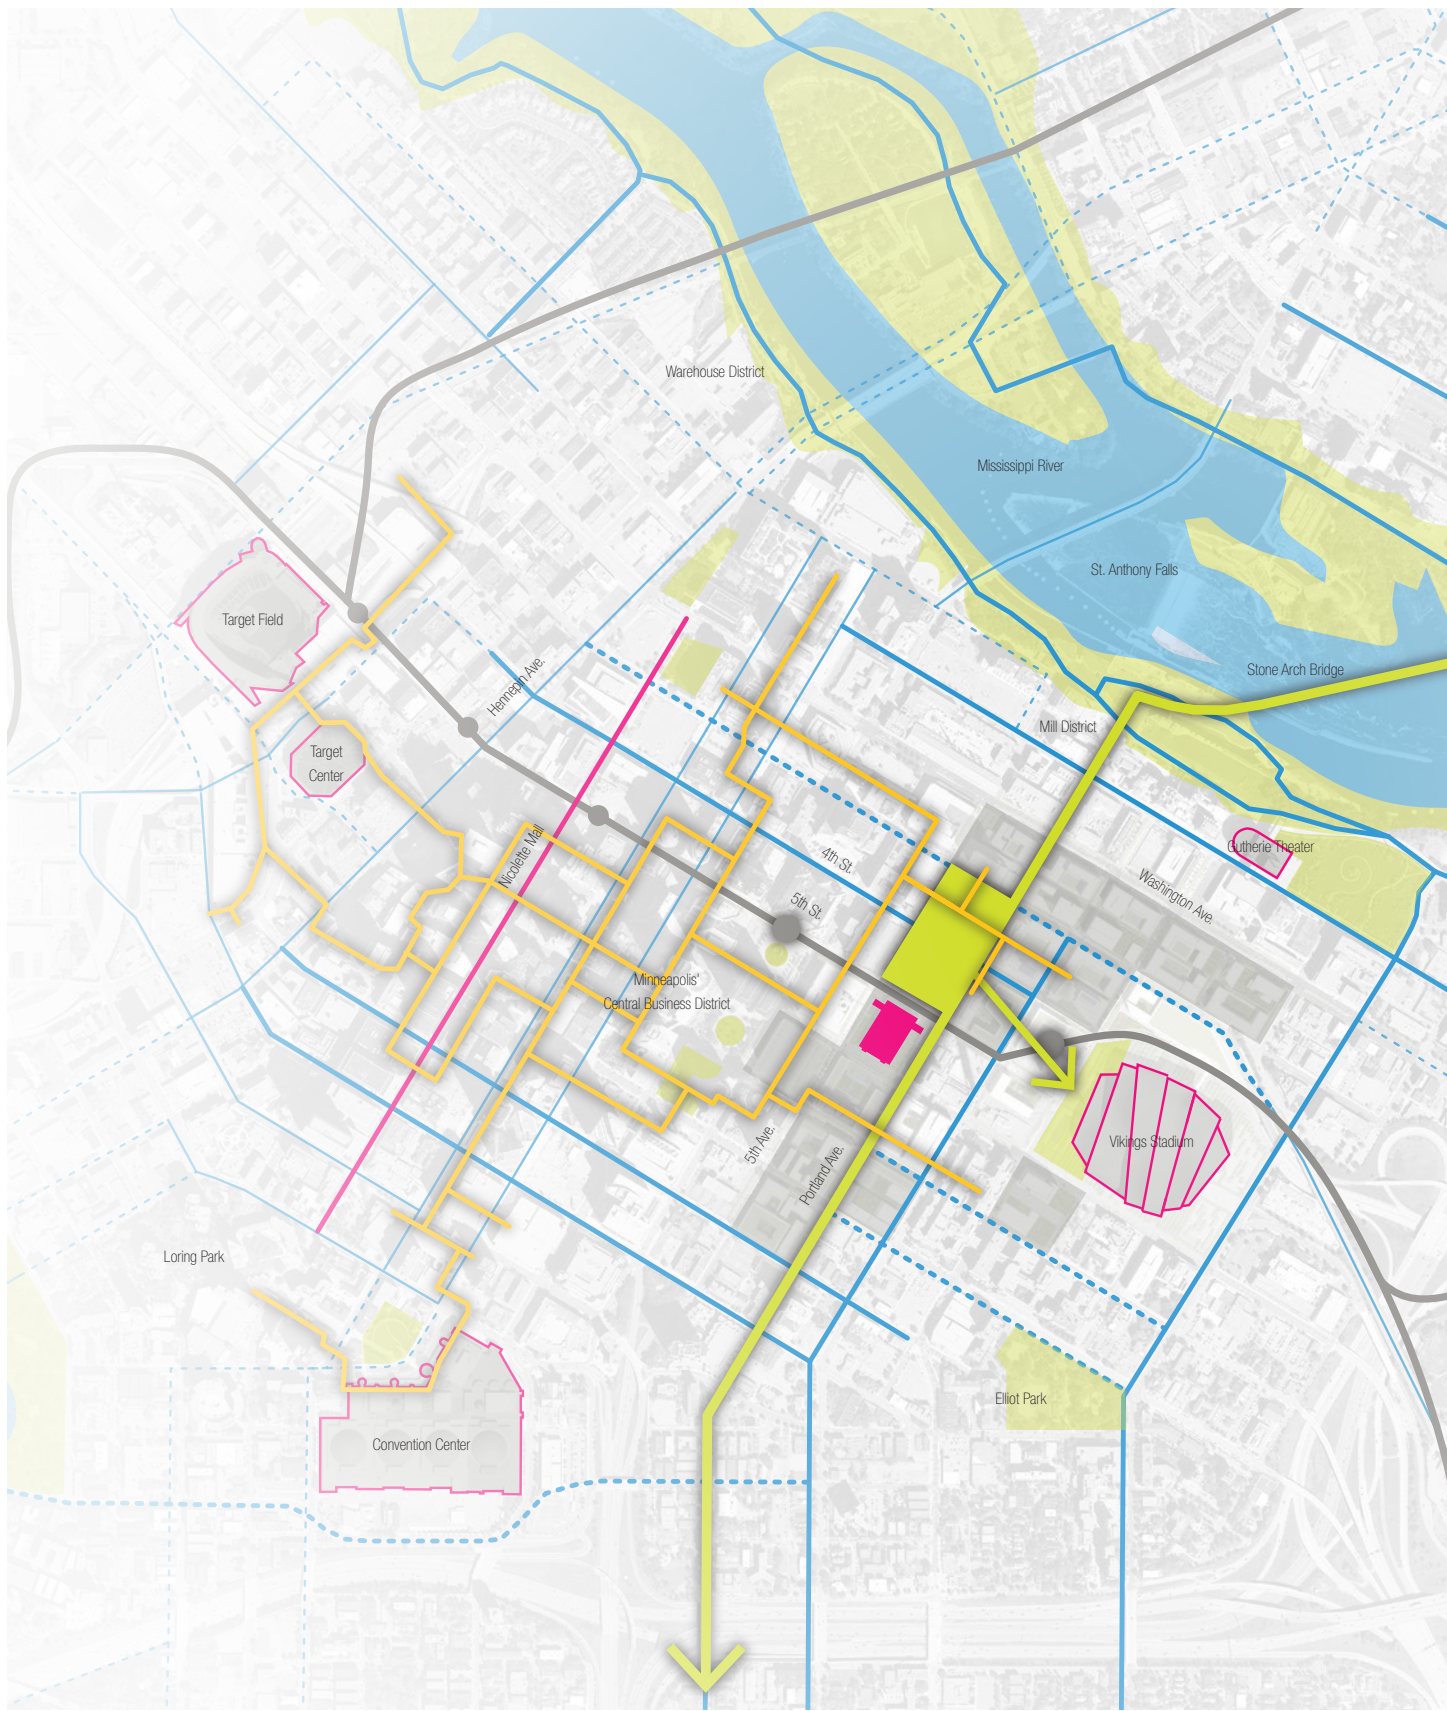 Warehouse District
Mississippi River
St. Anthony Falls
Target Field
Hennepin Ave.
Stone Arch Bridge
Mill District
Target
Center
Nicolette Mall
4th St.
Gutherie Theater
5th St.
Washington Ave.
Minneapolis'
Central Business District
5th Ave.
Portland Ave.
Vikings Stadium
Loring Park
Elliot Park
Convention Center